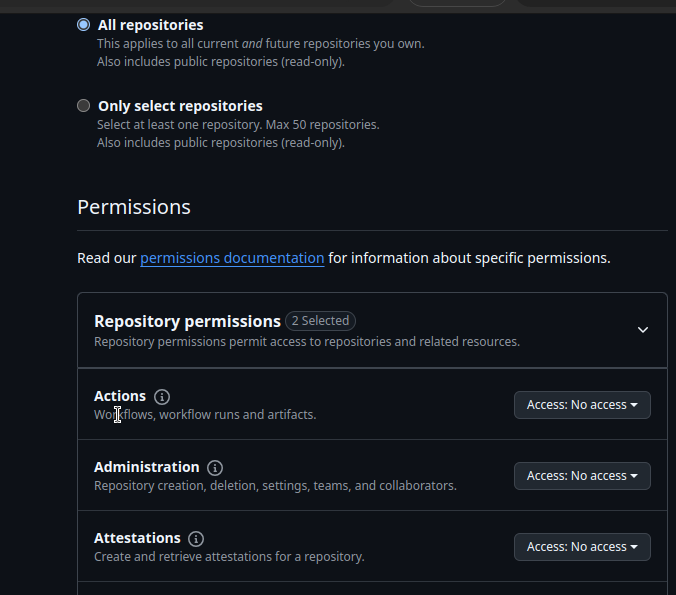 All repositories
This applies to all current and future repositories you own.
Also includes public repositories (read-only).
Only select repositories
Select at least one repository. Max 50 repositories.
Also includes public repositories (read-only).
Permissions
Read our permissions documentation for information about specific permissions.
Repository permissions 2 Selected
Repository permissions permit access to repositories and related resources.
Actions
Access: No access
Workflows, workflow runs and artifacts.
Administration
Access: No access
Repository creation, deletion, settings, teams, and collaborators.
Attestations
Access: No access
Create and retrieve attestations for a repository.